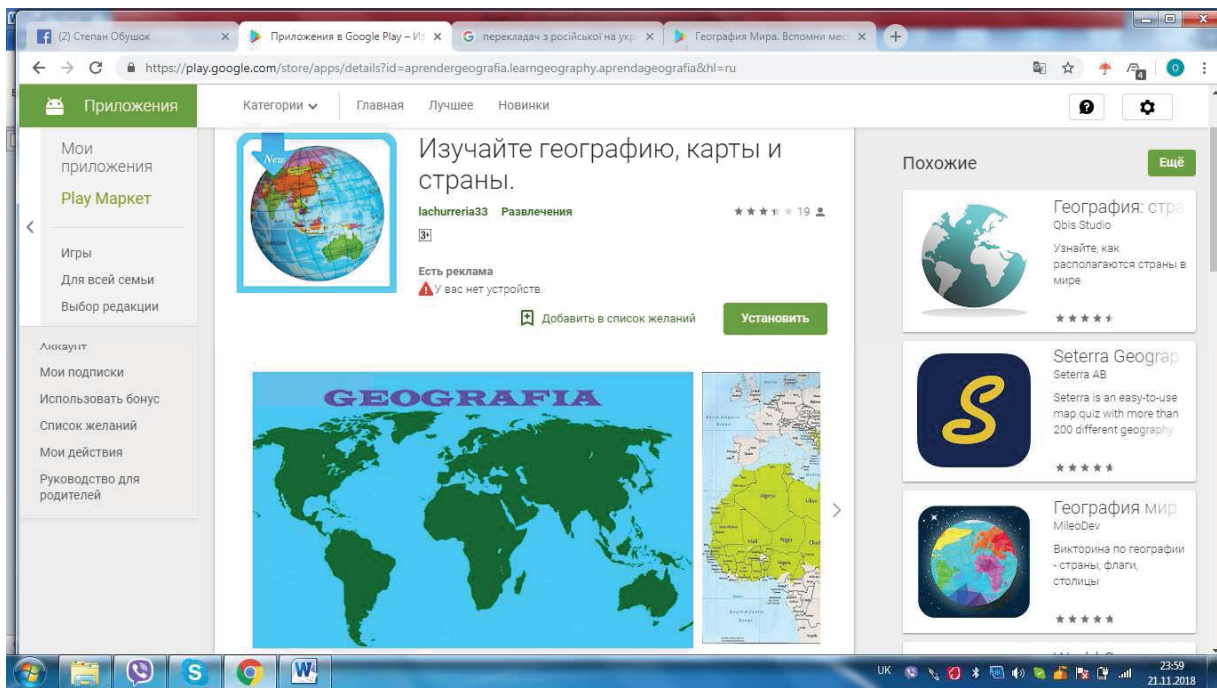 (2) Степан Обушок
Приложения в Google Play – Из
перекладач з російської на укр
География Мира. Вспомни мес
https://play.google.com/store/apps/details?id=aprendergeografia.learngeography.aprendageografia&hl=ru
4
O
Приложения
Категории
Главная
Лучшее
Новинки
Мои
приложения
Play Маркет
Игры
Для всей семьи
Выбор редакции
Аккаунт
Мои подписки
Использовать бонус
Список желаний
Мои действия
Руководство для
родителей
New
Изучайте географию, карты и
страны.
lachurreria33 Развлечения
19
3+
Есть реклама
У вас нет устройств.
Добавить в список желаний
Установить
GEOGRAFIA
Algeria
Mali
Niger
Похожие
Ещё
География: стра
Qbis Studio
Узнайте, как
располагаются страны в
мире
Seterra Geograp
Seterra AB
Seterra is an easy-to-use
map quiz with more than
200 different geography
География мир
MileoDev
Викторина по географии
- страны, флаги,
столицы
UK
23:59
21.11.2018